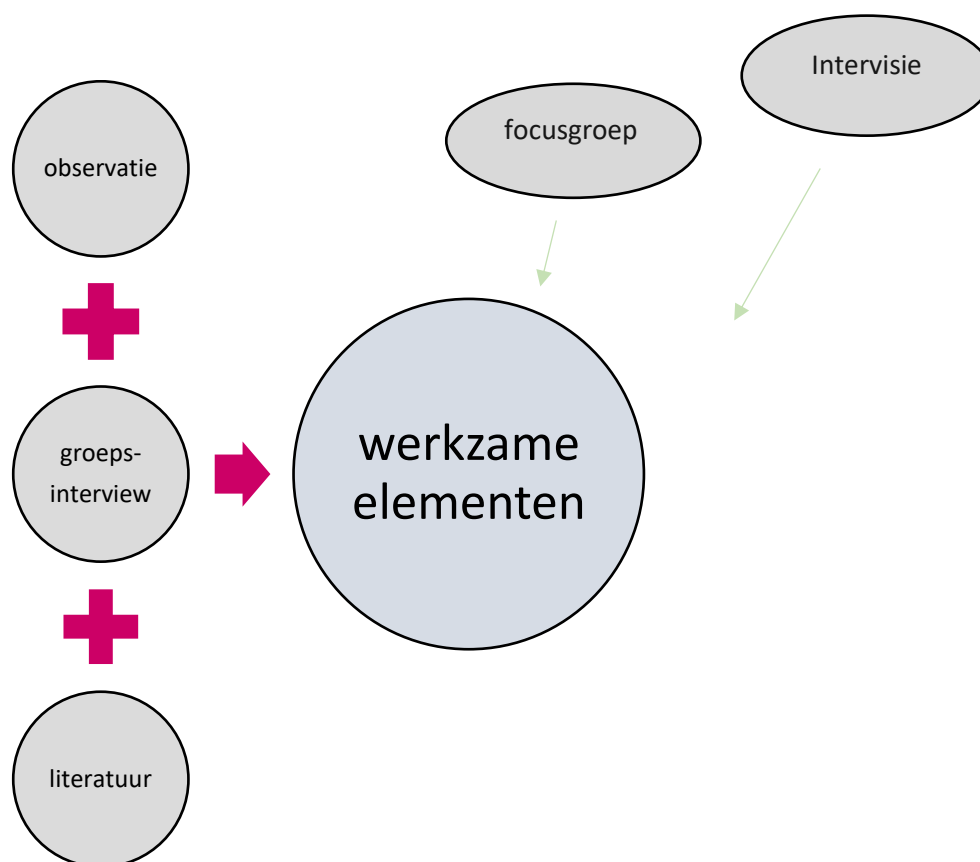 Intervisie
focusgroep
observatie
groeps-
interview
werkzame
elementen
literatuur